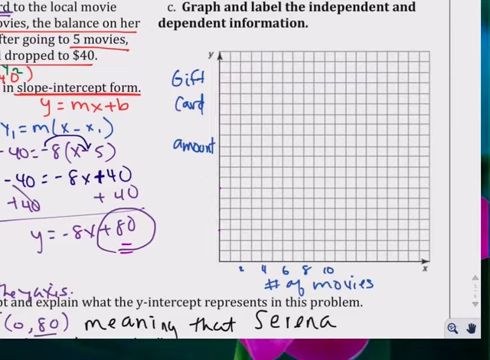 rd to the local movie
ovies, the balance on her
fter going to 5 movies,
dropped to $40.
in slope-intercept form.
y = mx + b
Y₁ = m(x - x₁)
-40 = -8(x - 5)
-40 = -8x + 40
+40 +40
y = -8x + 80
The y axis.
pt and explain what the y-intercept represents in this problem.
(0, 80) meaning that Serena
c. Graph and label the independent and
dependent information.
y
Gift
Card
amount
2 4 6 8 10
x
# of movies